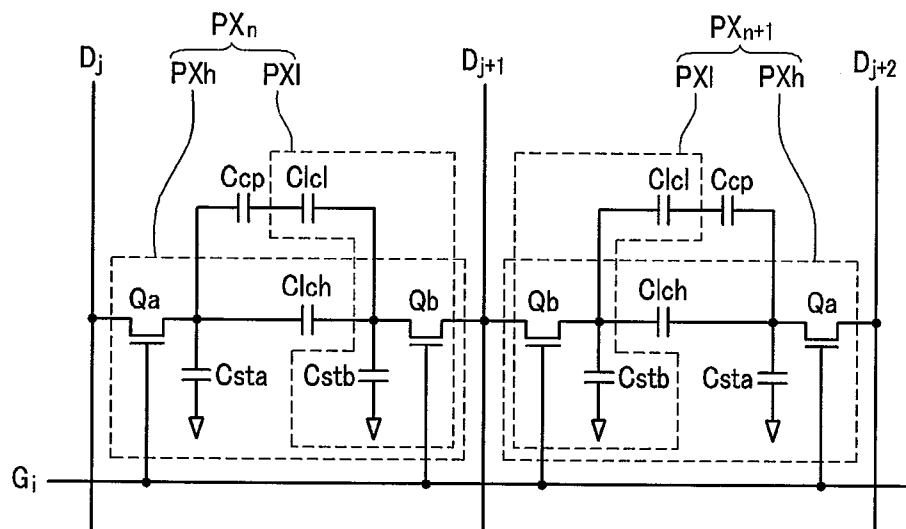 PXn PXn+1
Dj PXh PXl Dj+1 PXl PXh Dj+2
Ccp Clcl Clcl Ccp
Qa Clch Qb Qb Clch Qa
Csta Cstb Cstb Csta
Gi